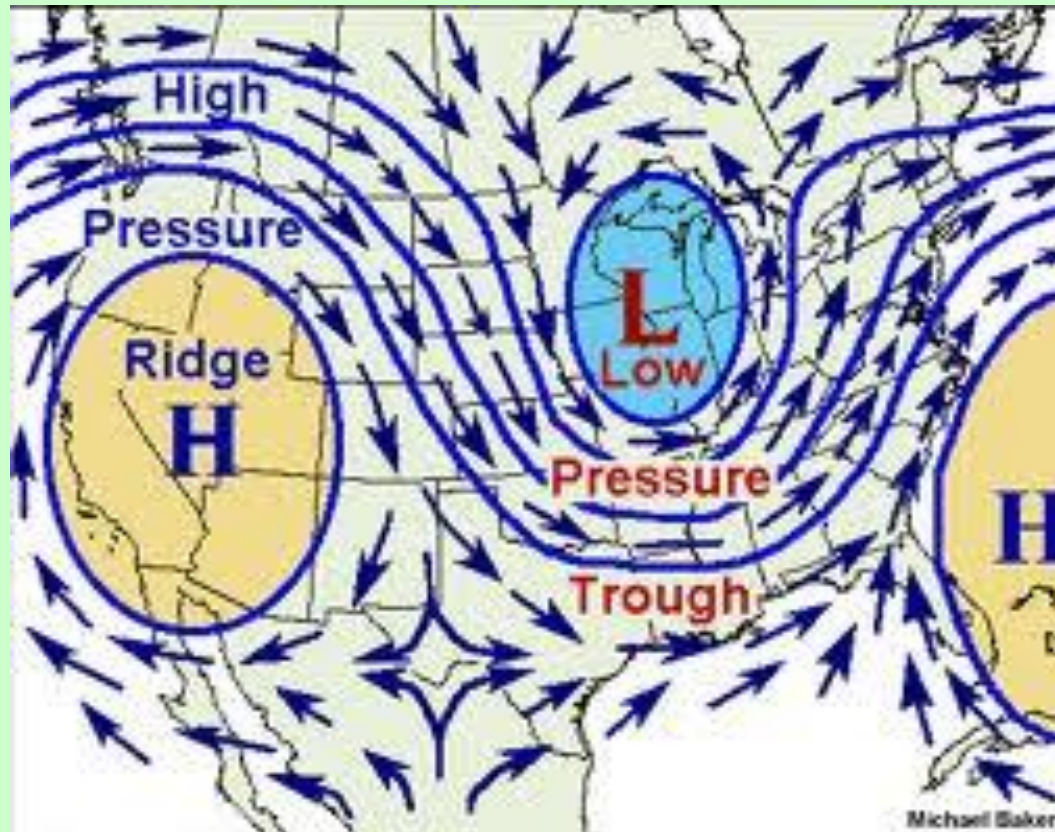 High
Pressure
Ridge
H
L
Low
Pressure
Trough
H
Michael Baker